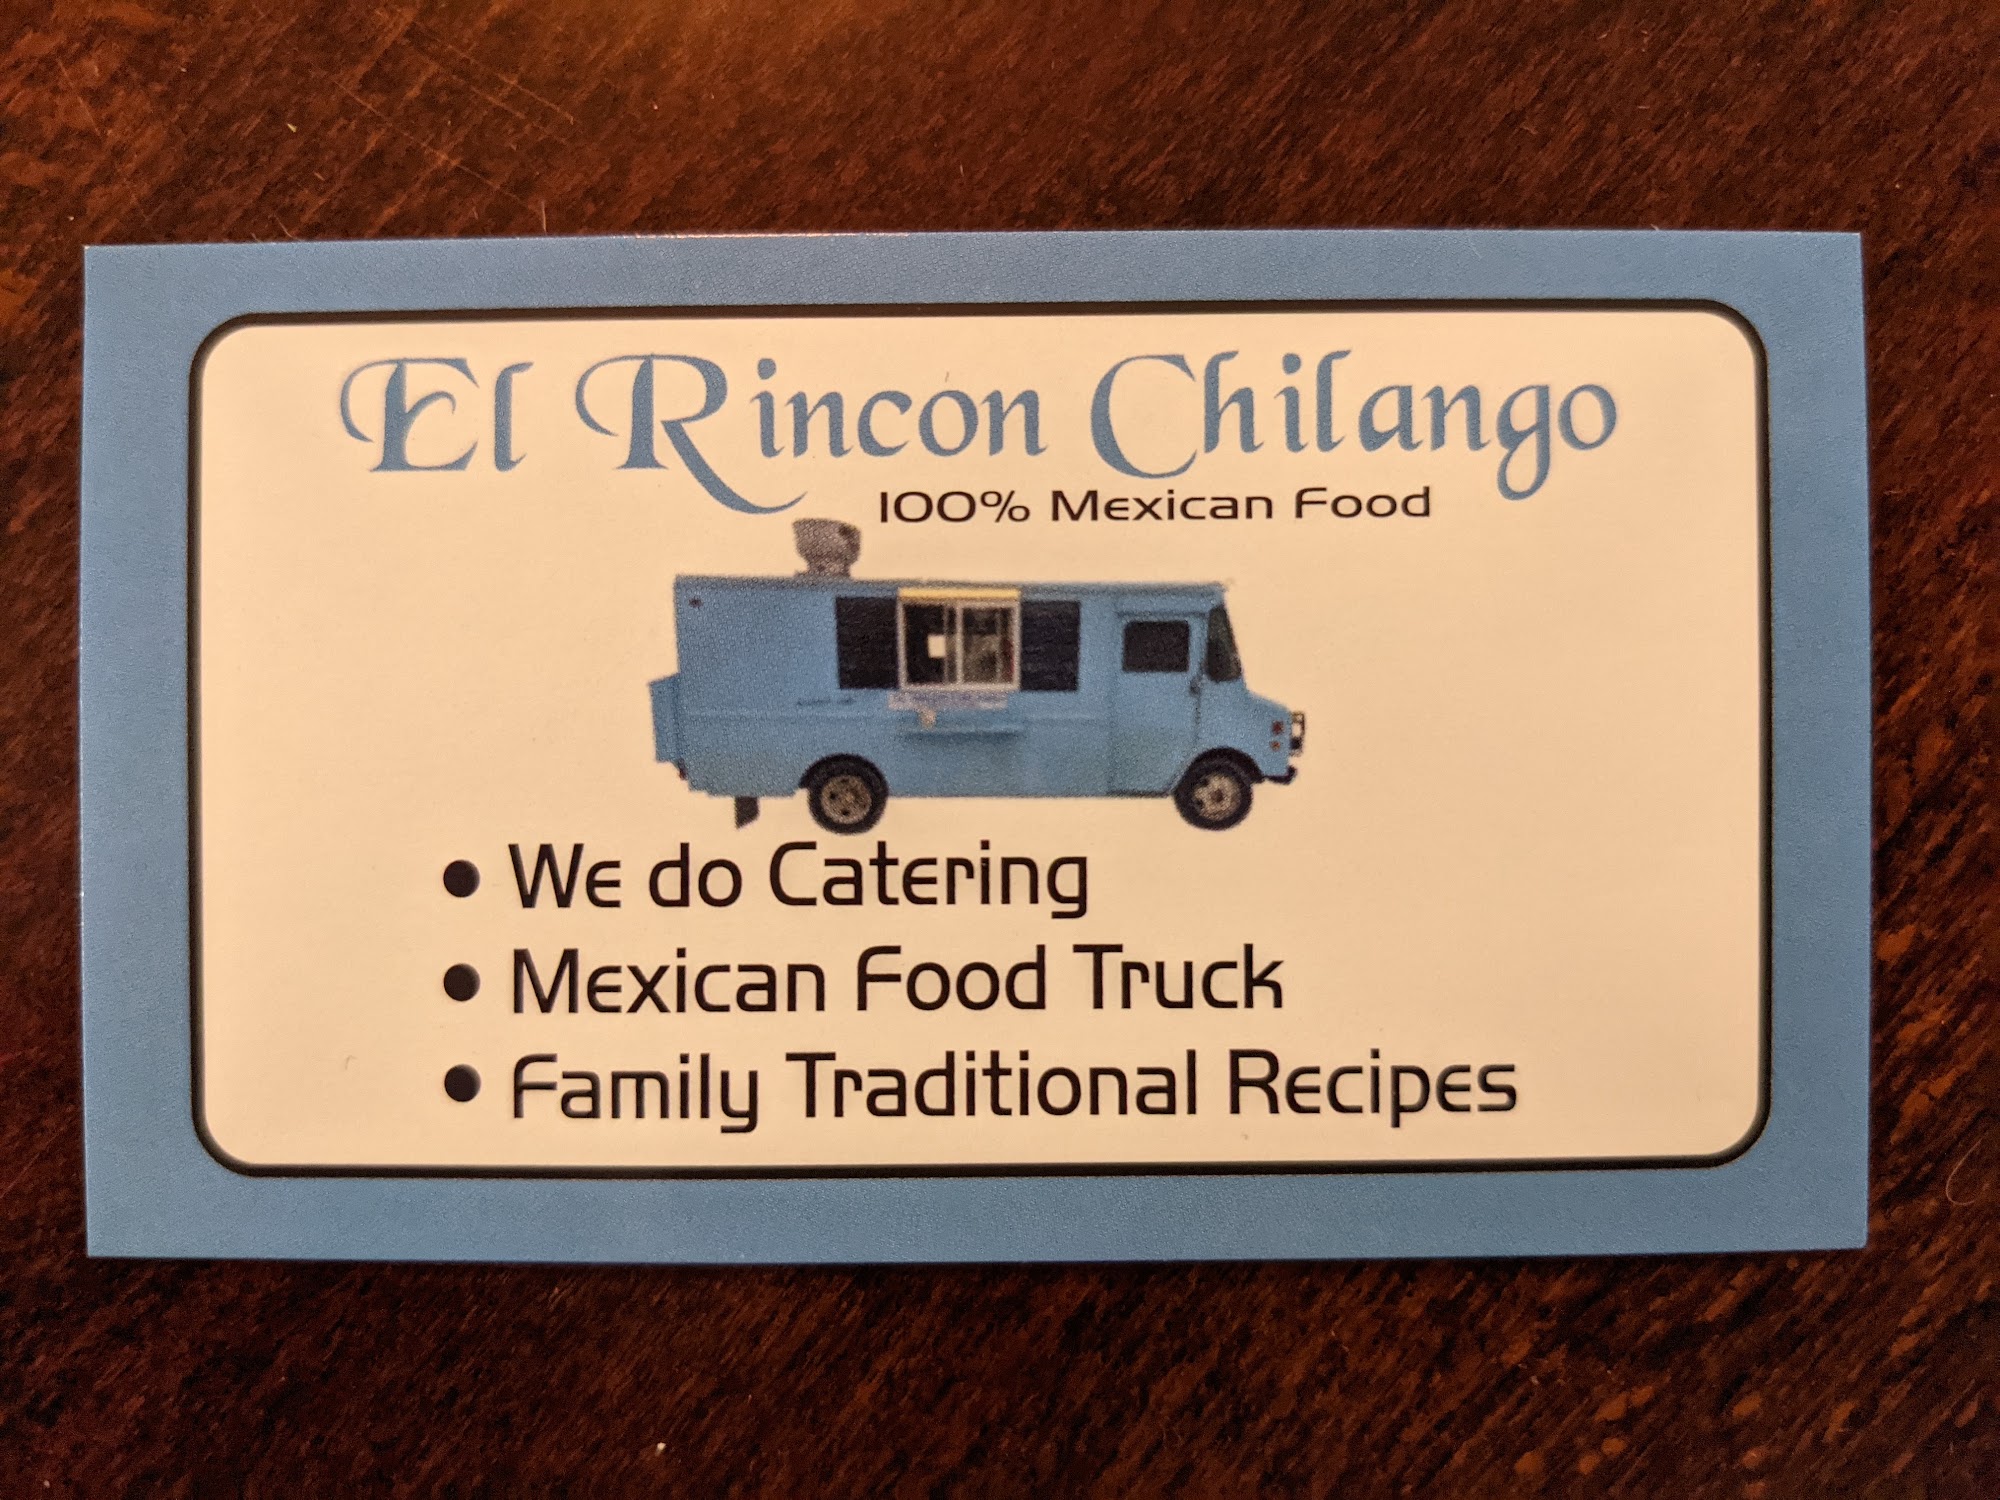 El Rincon Chilango
100% Mexican Food
• We do Catering
• Mexican Food Truck
• Family Traditional Recipes